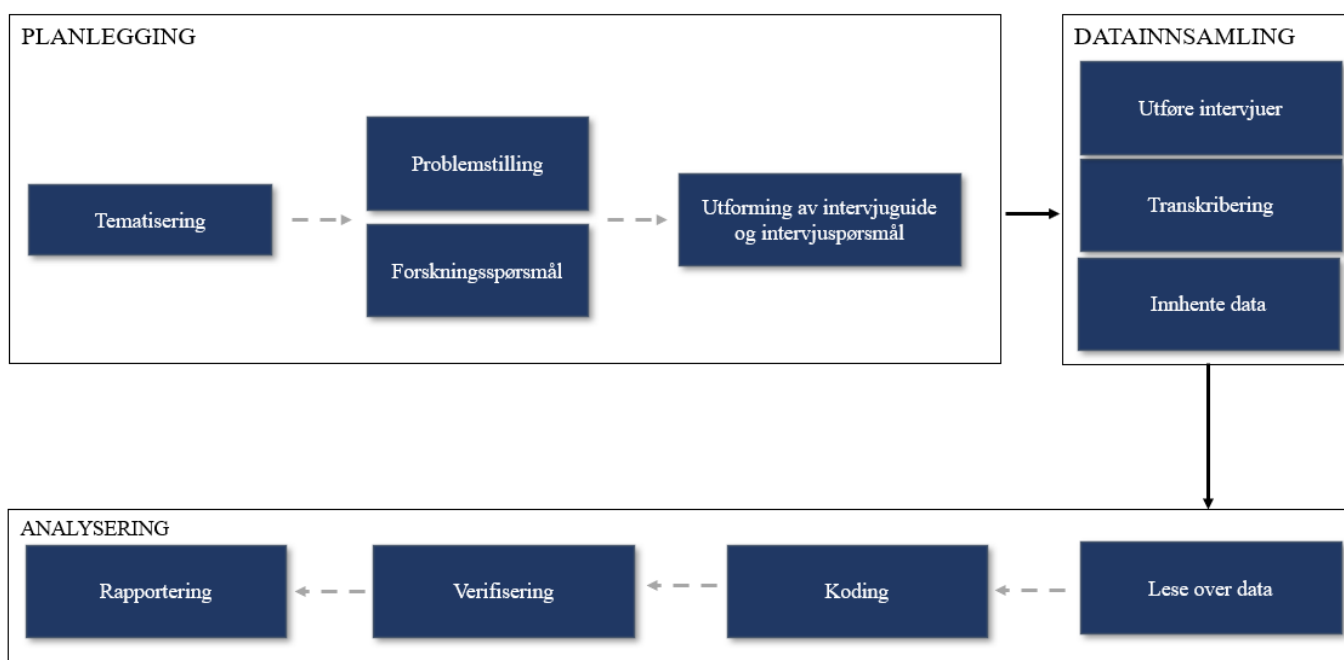 PLANLEGGING
Tematisering
Problemstilling
Forskningsspørsmål
Utforming av intervjuguide
og intervjuspørsmål
DATAINNSAMLING
Utføre intervjuer
Transkribering
Innhente data
ANALYSERING
Rapportering
Verifisering
Koding
Lese over data